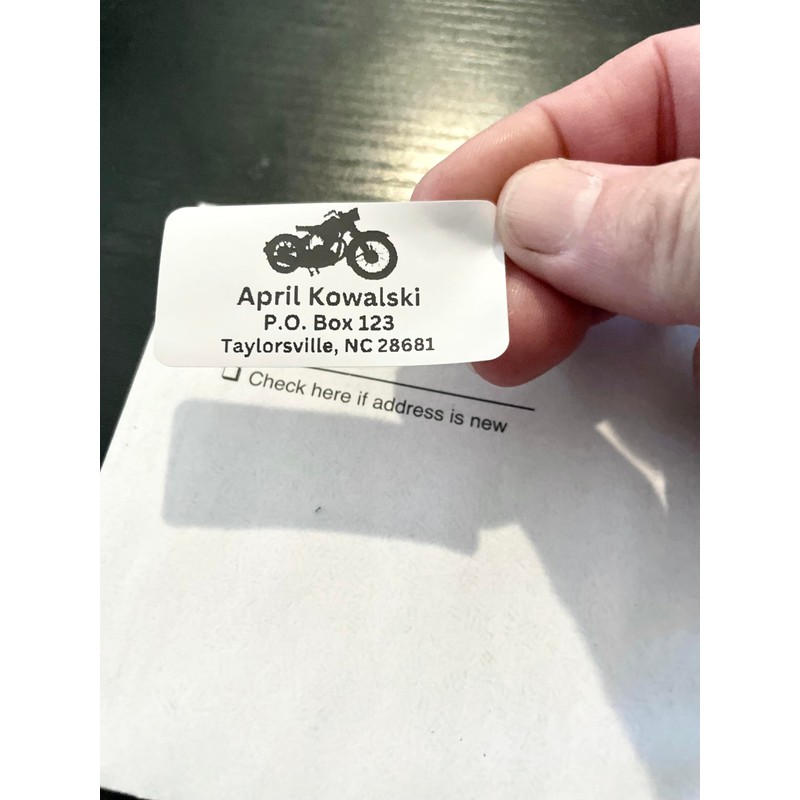 April Kowalski
P.O. Box 123
Taylorsville, NC 28681
Check here if address is new